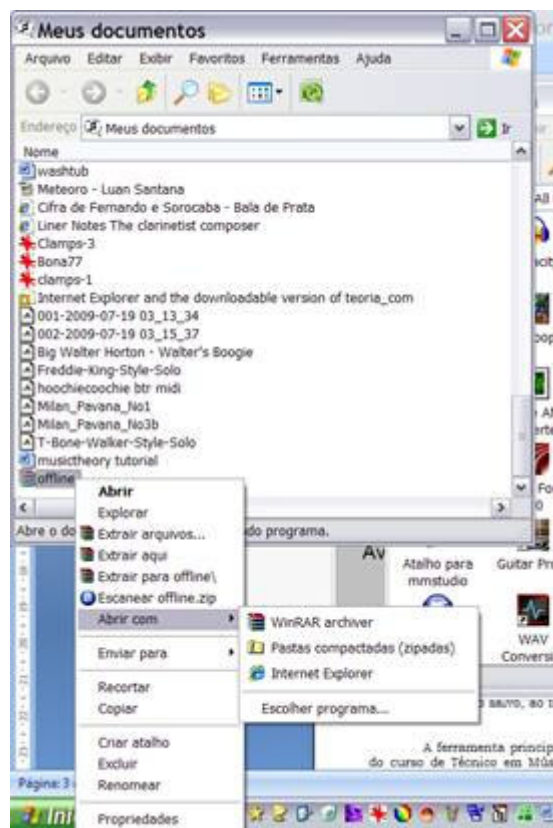 Meus documentos
Arquivo Editar Exibir Favoritos Ferramentas Ajuda
Endereço Meus documentos Ir
Nome
washtub
Meteoro - Luan Santana
Cifra de Fernando e Sorocaba - Bala de Prata
Liner Notes The clarinetist composer
Clamps-3
Bona77
clamps-1
Internet Explorer and the downloadable version of teoria_com
001-2009-07-19 03_13_34
002-2009-07-19 03_15_37
Big Walter Horton - Walter's Boogie
Freddie-King-Style-Solo
hoochiecoochie btr midi
Milan_Pavana_No1
Milan_Pavana_No3b
T-Bone-Walker-Style-Solo
musictheory tutorial
offline
Abre o do
do programa.
Abrir
Explorar
Extrair arquivos...
Extrair aqui
Extrair para offline\
Escanear offline.zip
Abrir com
Enviar para
Recortar
Copiar
Criar atalho
Excluir
Renomear
Propriedades
WinRAR archiver
Pastas compactadas (zipadas)
Internet Explorer
Escolher programa...
Av
Atalho para
mmstudio
Guitar Pr
WAV
Convers
A ferramenta princip
do curso de Técnico em Mús
Página: 3
Ini